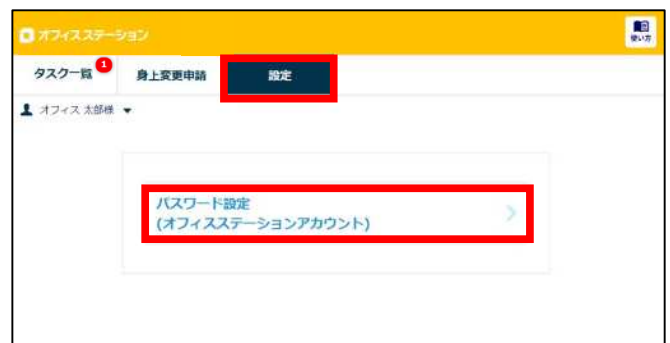 オフィスステーション
使い方
タスク一覧 1 身上変更申請 設定
オフィス 太郎様
パスワード設定
(オフィスステーションアカウント)